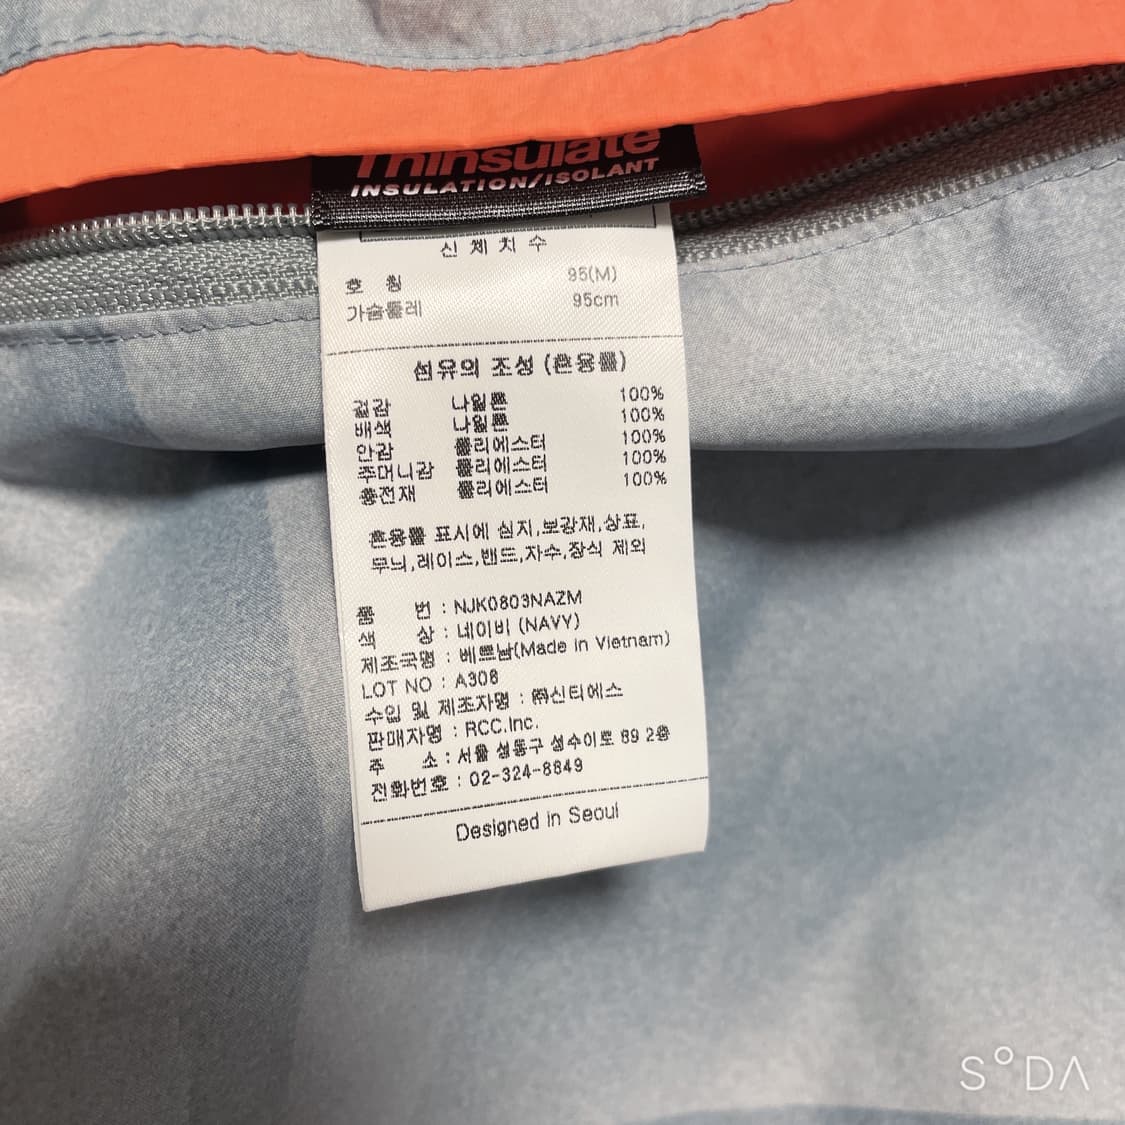 Thinsulate
INSULATION/ISOLANT
신체치수
호 칭 95(M)
가슴둘레 95cm
섬유의 조성 (혼용률)
겉감 나일론 100%
배색 나일론 100%
안감 폴리에스터 100%
주머니감 폴리에스터 100%
충전재 폴리에스터 100%
혼용률 표시에 심지,보강재,상표,
무늬,레이스,밴드,자수,장식 제외
품 번 : NJK0803NAZM
색 상 : 네이비 (NAVY)
제조국명 : 베트남(Made in Vietnam)
LOT NO : A308
수입 및 제조자명 : ㈜신티에스
판매자명 : RCC.Inc.
주 소 : 서울 성동구 성수이로 89 2층
전화번호 : 02-324-8849
Designed in Seoul
SODA